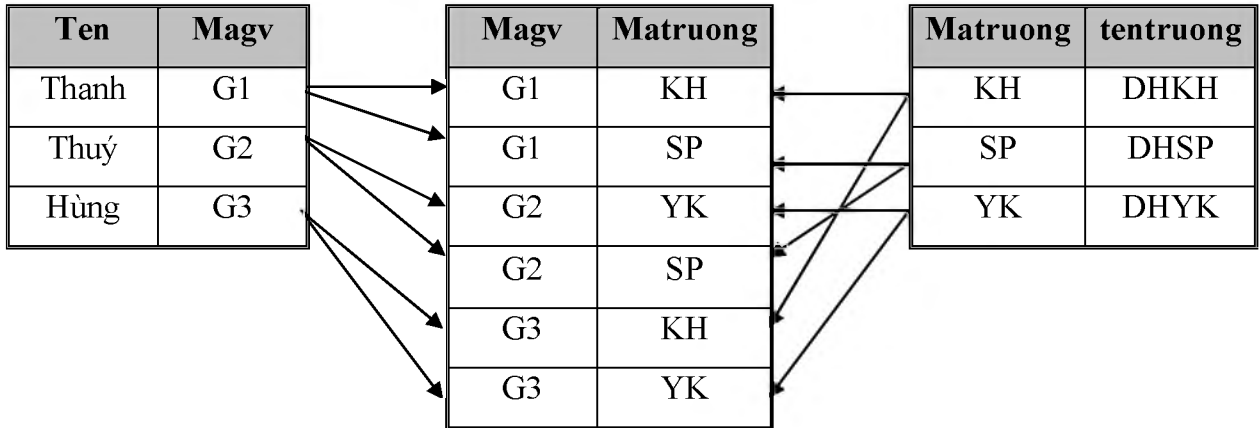 Ten Magv
Thanh G1
Thuý G2
Hùng G3
Magv Matruong
G1 KH
G1 SP
G2 YK
G2 SP
G3 KH
G3 YK
Matruong tentruong
KH DHKH
SP DHSP
YK DHYK